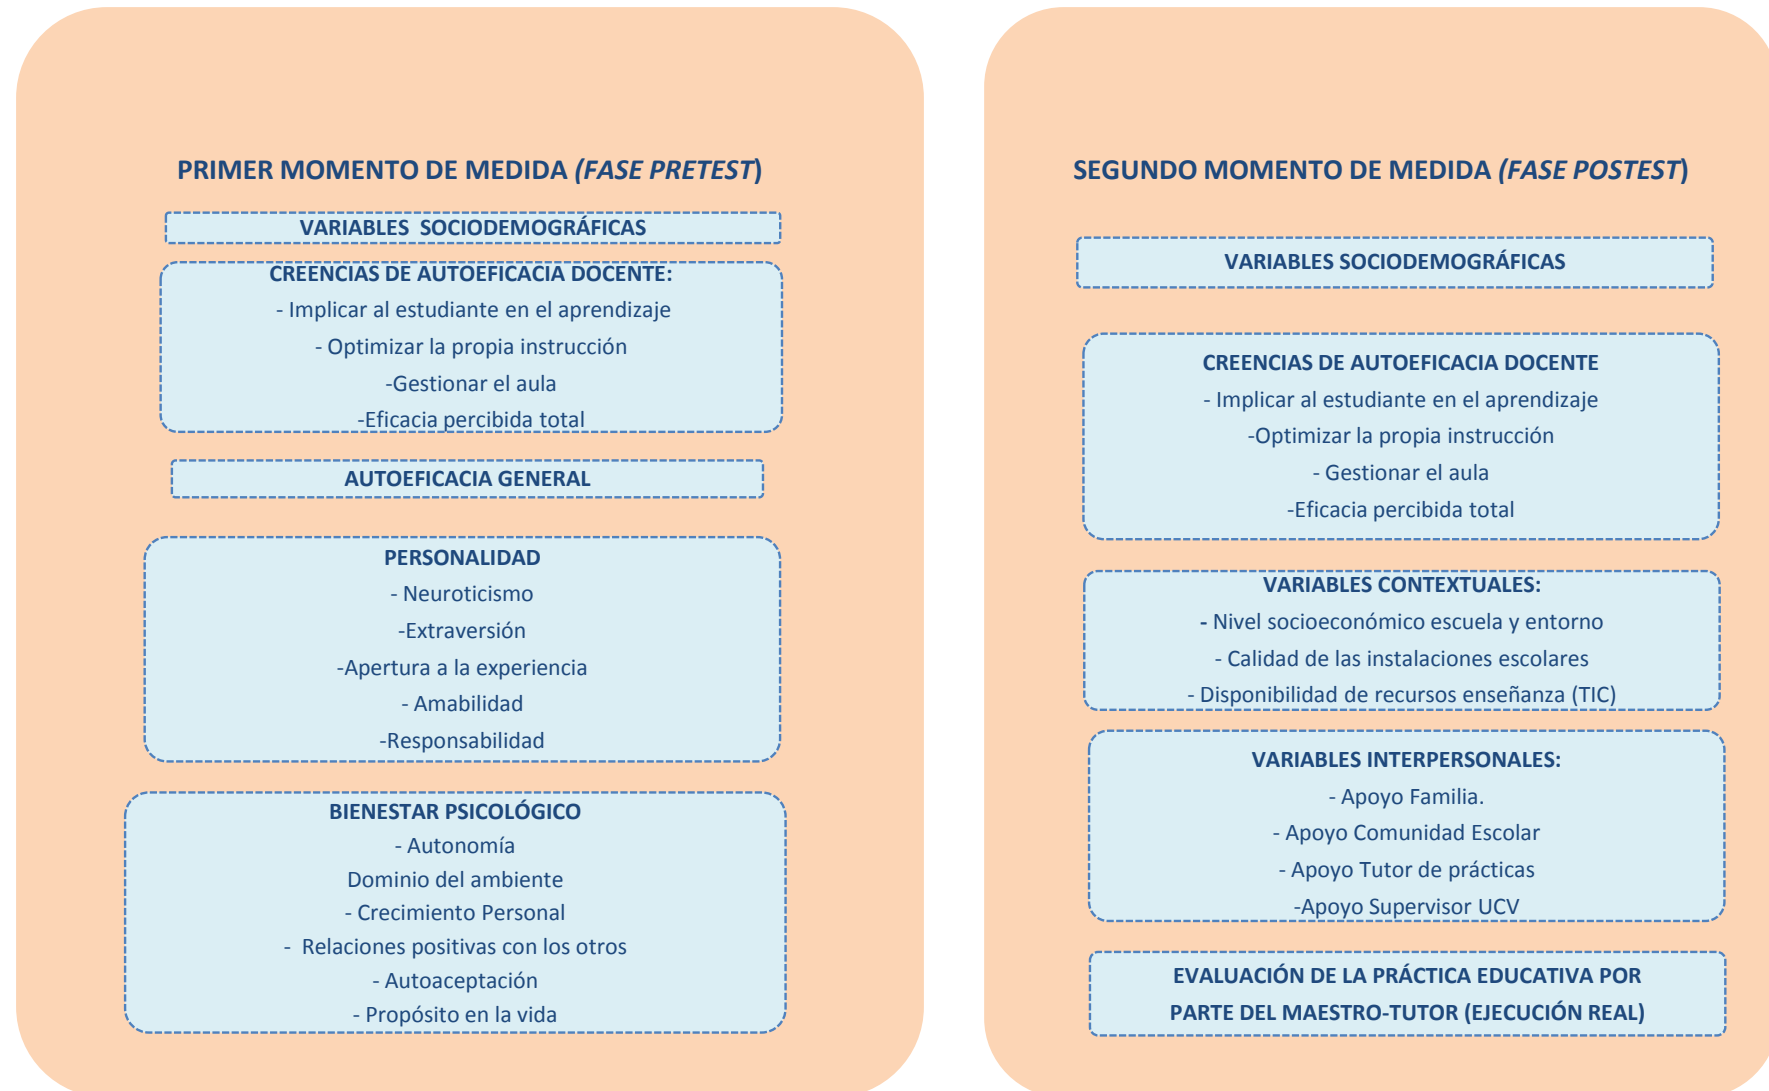 PRIMER MOMENTO DE MEDIDA (FASE PRETEST)
VARIABLES  SOCIODEMOGRÁFICAS
CREENCIAS DE AUTOEFICACIA DOCENTE:
- Implicar al estudiante en el aprendizaje
- Optimizar la propia instrucción
-Gestionar el aula
-Eficacia percibida total
AUTOEFICACIA GENERAL
PERSONALIDAD
- Neuroticismo
-Extraversión
-Apertura a la experiencia
- Amabilidad
-Responsabilidad
BIENESTAR PSICOLÓGICO
- Autonomía
Dominio del ambiente
- Crecimiento Personal
-  Relaciones positivas con los otros
- Autoaceptación
- Propósito en la vida
SEGUNDO MOMENTO DE MEDIDA (FASE POSTEST)
VARIABLES SOCIODEMOGRÁFICAS
CREENCIAS DE AUTOEFICACIA DOCENTE
- Implicar al estudiante en el aprendizaje
-Optimizar la propia instrucción
- Gestionar el aula
-Eficacia percibida total
VARIABLES CONTEXTUALES:
- Nivel socioeconómico escuela y entorno
- Calidad de las instalaciones escolares
- Disponibilidad de recursos enseñanza (TIC)
VARIABLES INTERPERSONALES:
- Apoyo Familia.
- Apoyo Comunidad Escolar
- Apoyo Tutor de prácticas
-Apoyo Supervisor UCV
EVALUACIÓN DE LA PRÁCTICA EDUCATIVA POR
PARTE DEL MAESTRO-TUTOR (EJECUCIÓN REAL)